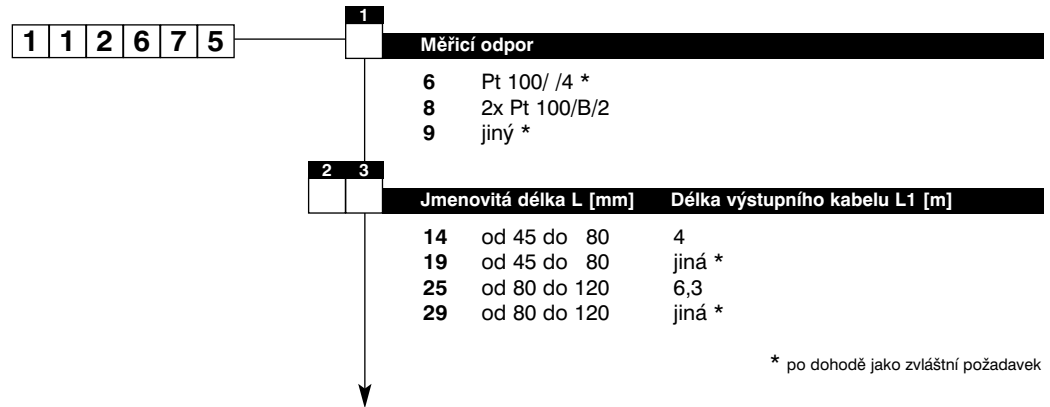 1
1 1 2 6 7 5
Měřicí odpor
6 Pt 100/ /4 *
8 2x Pt 100/B/2
9 jiný *
2 3
Jmenovitá délka L [mm] Délka výstupního kabelu L1 [m]
14 od 45 do 80 4
19 od 45 do 80 jiná *
25 od 80 do 120 6,3
29 od 80 do 120 jiná *
* po dohodě jako zvláštní požadavek